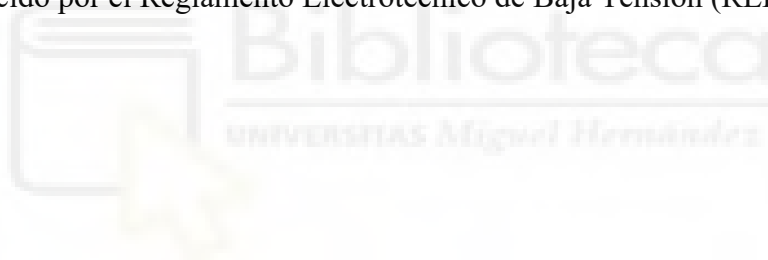 por el Reglamento Electrotécnico de Baja Tensión
Biblioteca
UNIVERSITAS Miguel Hernández